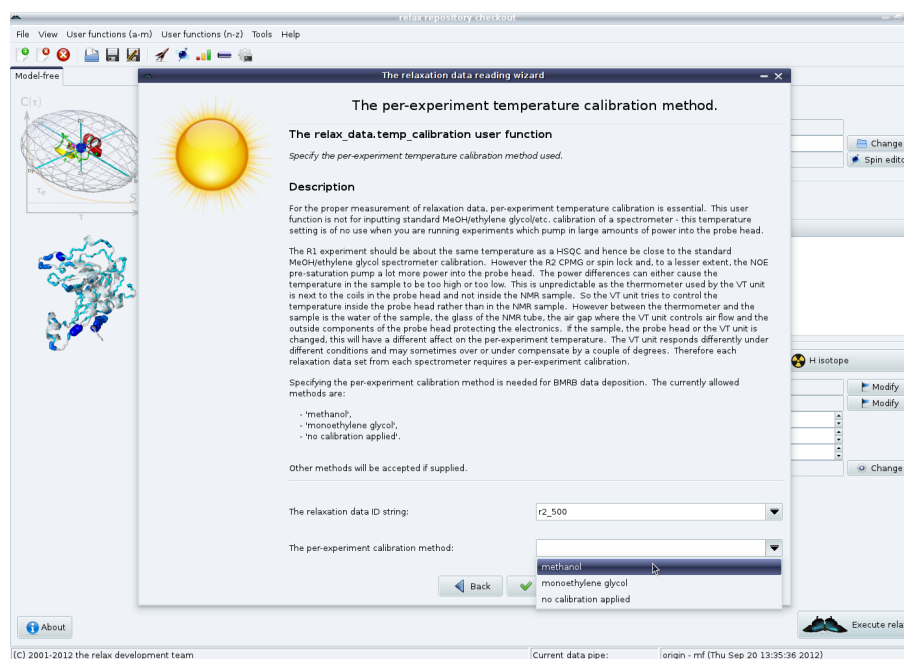 relax repository checkout
File View User functions (a-m) User functions (n-z) Tools Help
Model-free
The relaxation data reading wizard
C(τ)
τe
S
τ
The per-experiment temperature calibration method.
The relax_data.temp_calibration user function
Specify the per-experiment temperature calibration method used.
Description
For the proper measurement of relaxation data, per-experiment temperature calibration is essential. This user
function is not for inputting standard MeOH/ethylene glycol/etc. calibration of a spectrometer - this temperature
setting is of no use when you are running experiments which pump in large amounts of power into the probe head.
The R1 experiment should be about the same temperature as a HSQC and hence be close to the standard
MeOH/ethylene glycol spectrometer calibration. However the R2 CPMG or spin lock and, to a lesser extent, the NOE
pre-saturation pump a lot more power into the probe head. The power differences can either cause the
temperature in the sample to be too high or too low. This is unpredictable as the thermometer used by the VT unit
is next to the coils in the probe head and not inside the NMR sample. So the VT unit tries to control the
temperature inside the probe head rather than in the NMR sample. However between the thermometer and the
sample is the water of the sample, the glass of the NMR tube, the air gap where the VT unit controls air flow and the
outside components of the probe head protecting the electronics. If the sample, the probe head or the VT unit is
changed, this will have a different affect on the per-experiment temperature. The VT unit responds differently under
different conditions and may sometimes over or under compensate by a couple of degrees. Therefore each
relaxation data set from each spectrometer requires a per-experiment calibration.
Specifying the per-experiment calibration method is needed for BMRB data deposition. The currently allowed
methods are:
- 'methanol',
- 'monoethylene glycol',
- 'no calibration applied'.
Other methods will be accepted if supplied.
The relaxation data ID string:
r2_500
The per-experiment calibration method:
methanol
monoethylene glycol
no calibration applied
Back
Change
Spin edito
H isotope
Modify
Modify
Change
About
Execute rela
(C) 2001-2012 the relax development team
Current data pipe:
origin - mf (Thu Sep 20 13:35:36 2012)